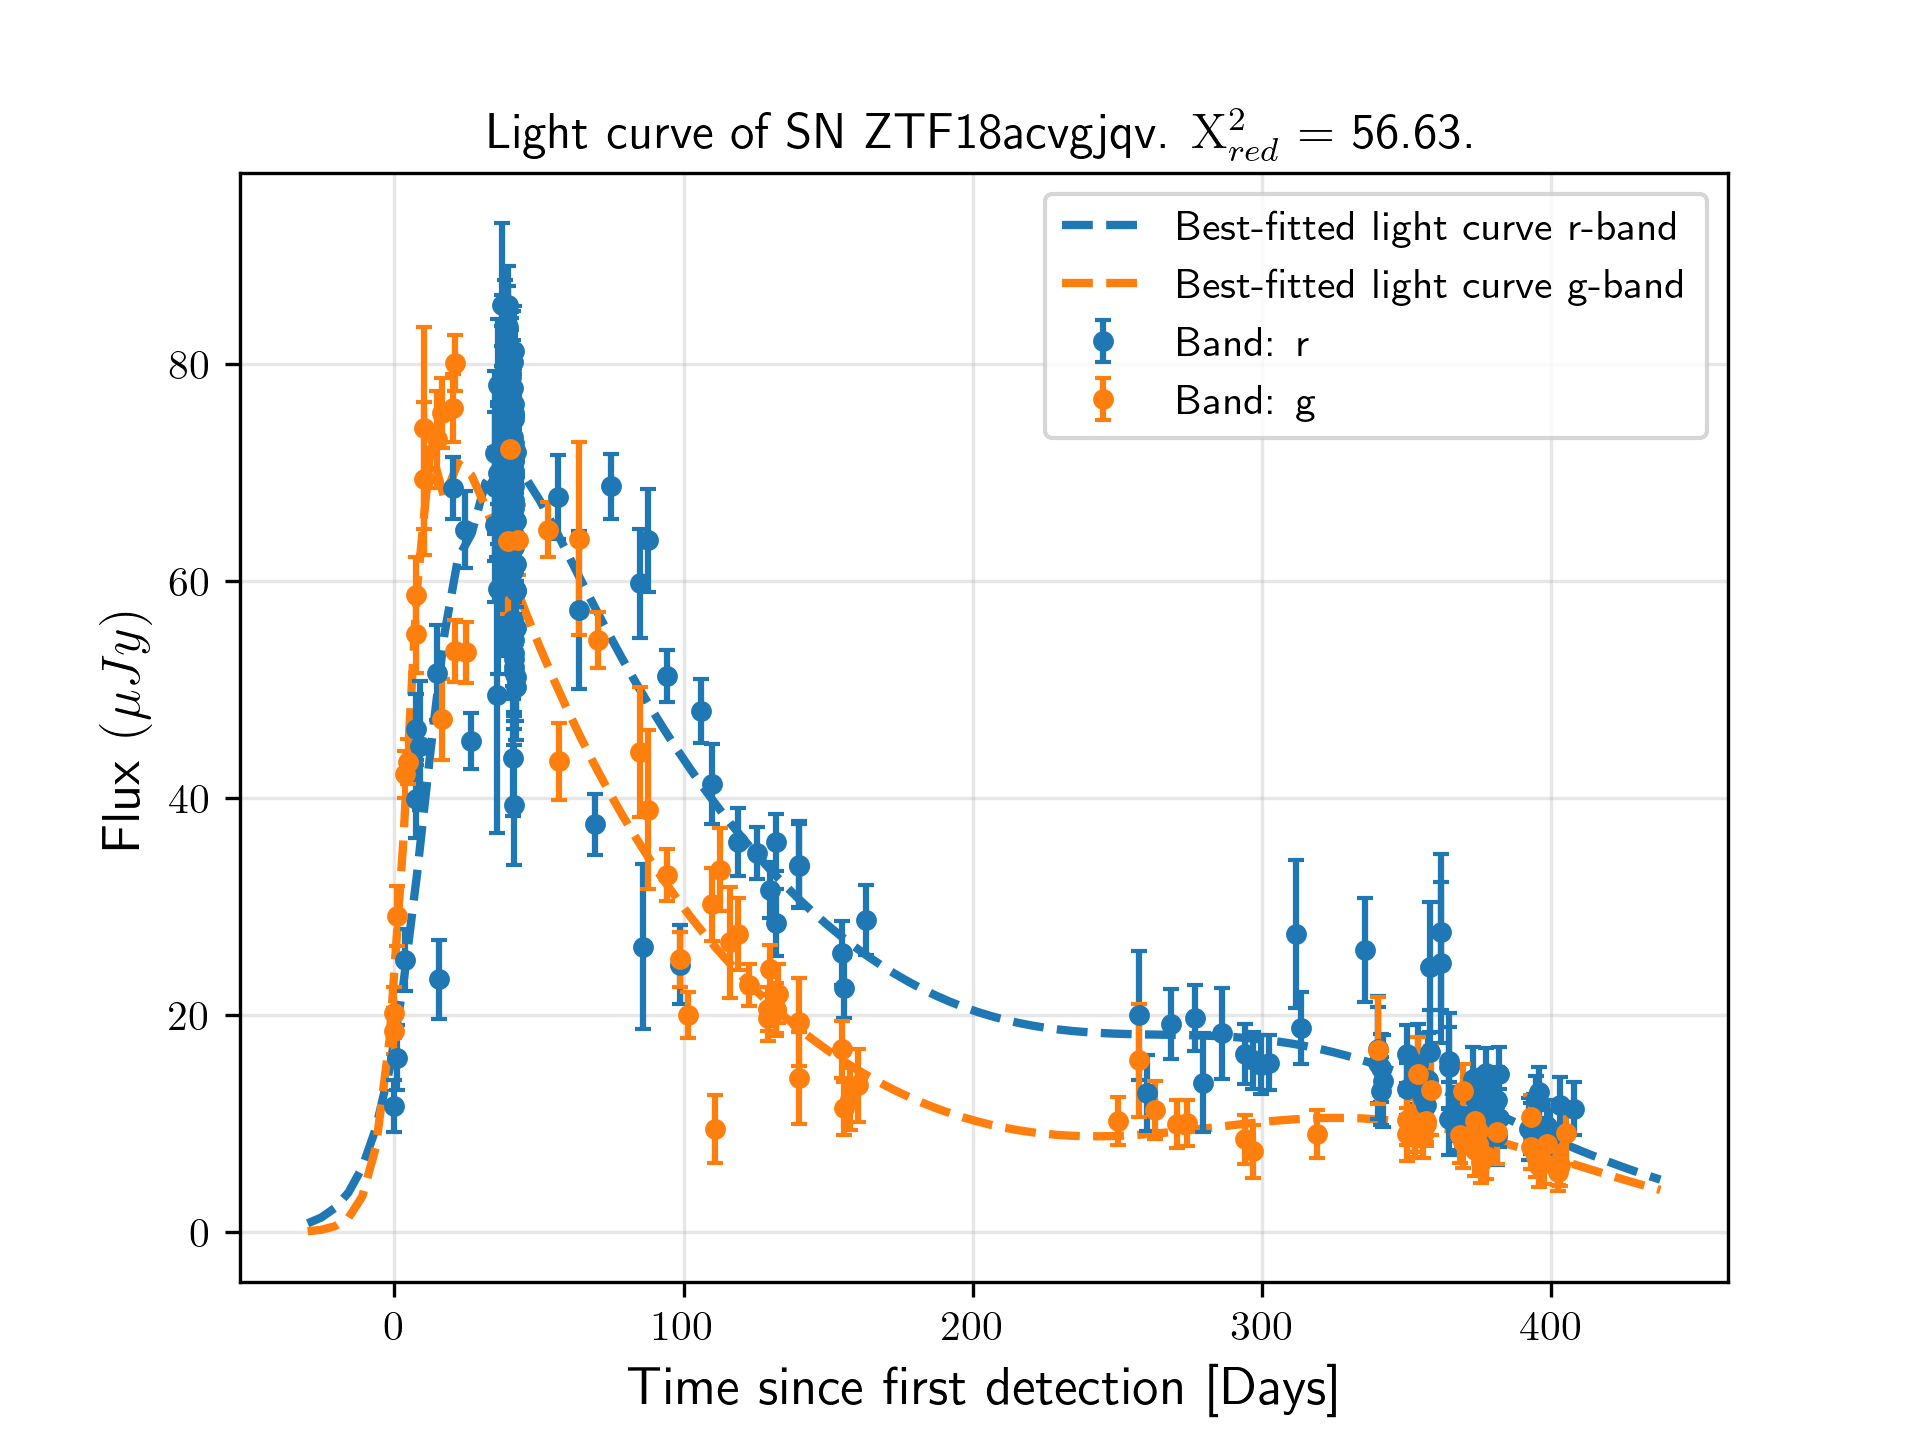 Light curve of SN ZTF18acvgjqv. X²_red = 56.63.
Best-fitted light curve r-band
Best-fitted light curve g-band
Band: r
Band: g
Flux (μJy)
80
60
40
20
0
0 100 200 300 400
Time since first detection [Days]